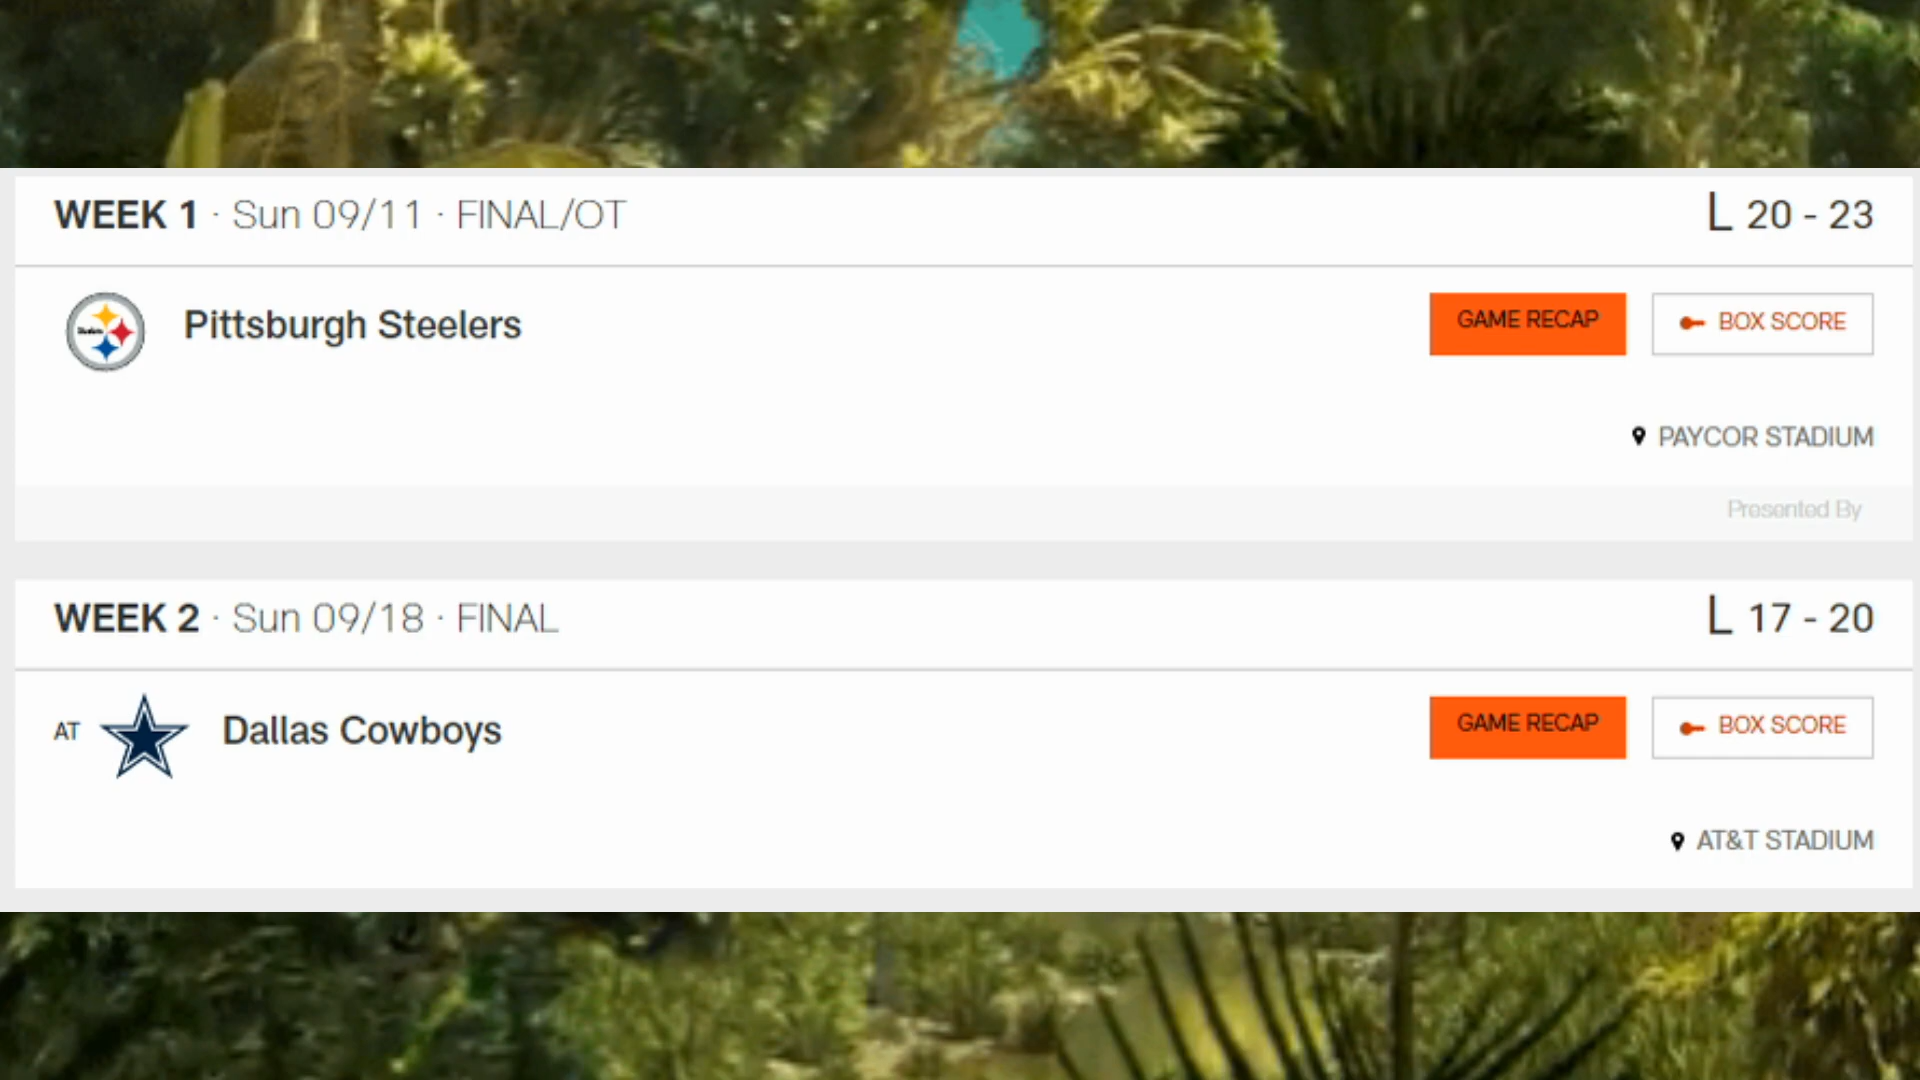 WEEK 1 · Sun 09/11 · FINAL/OT
L 20 - 23
Steelers
Pittsburgh Steelers
GAME RECAP
BOX SCORE
PAYCOR STADIUM
Presented By
WEEK 2 · Sun 09/18 · FINAL
L 17 - 20
AT
Dallas Cowboys
GAME RECAP
BOX SCORE
AT&T STADIUM